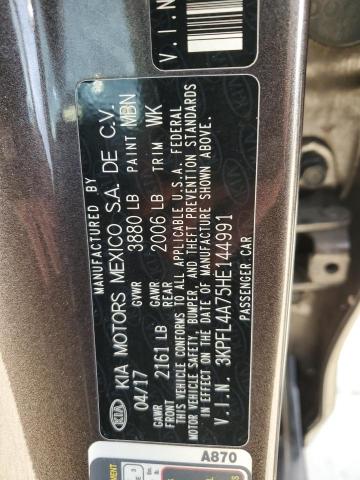 V.I.N
MANUFACTURED BY
KIA KIA MOTORS MEXICO S.A. DE C.V.
04/17 GVWR 3880 LB PAINT MBN
GAWR FRONT 2161 LB GAWR REAR 2006 LB TRIM WK
THIS VEHICLE CONFORMS TO ALL APPLICABLE U.S.A. FEDERAL
MOTOR VEHICLE SAFETY, BUMPER, AND THEFT PREVENTION STANDARDS
IN EFFECT ON THE DATE OF MANUFACTURE SHOWN ABOVE.
V.I.N. 3KPFL4A75HE144991
PASSENGER CAR
A870